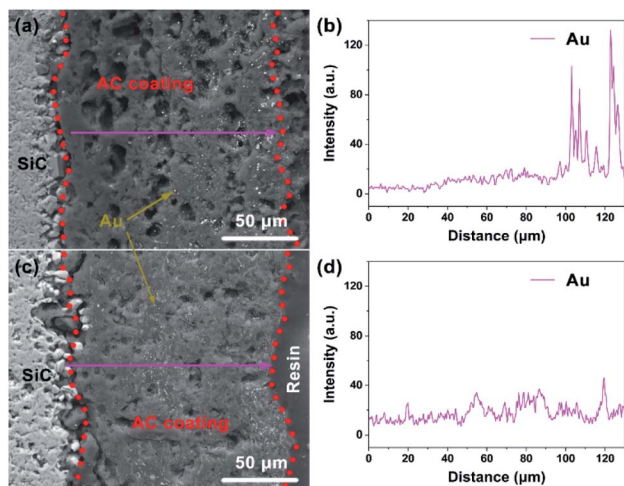 (a)
AC coating
SiC
Au
50 μm
(b)
Au
Intensity (a.u.)
120
80
40
0
0 20 40 60 80 100 120
Distance (μm)
(c)
SiC
Resin
AC coating
50 μm
(d)
Au
Intensity (a.u.)
120
80
40
0
0 20 40 60 80 100 120
Distance (μm)